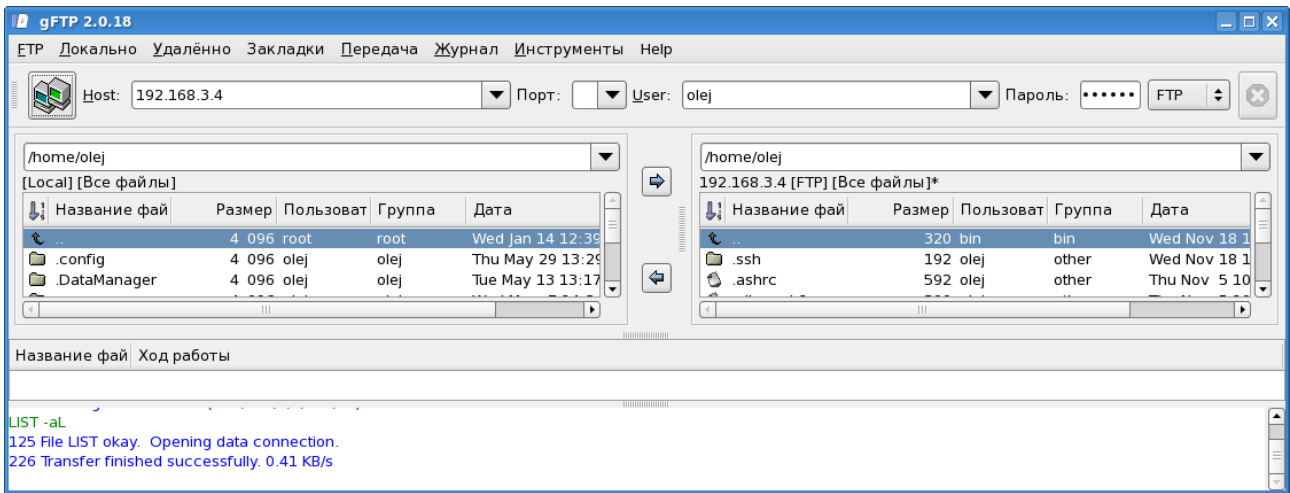 gFTP 2.0.18
FTP Локально Удалённо Закладки Передача Журнал Инструменты Help
Host: 192.168.3.4 Порт: User: olej Пароль: •••••• FTP
/home/olej
[Local] [Все файлы]
Название фай Размер Пользоват Группа Дата
.. 4 096 root root Wed Jan 14 12:39
.config 4 096 olej olej Thu May 29 13:29
.DataManager 4 096 olej olej Tue May 13 13:17
/home/olej
192.168.3.4 [FTP] [Все файлы]*
Название фай Размер Пользоват Группа Дата
.. 320 bin bin Wed Nov 18 1
.ssh 192 olej other Wed Nov 18 1
.ashrc 592 olej other Thu Nov 5 10
Название фай Ход работы
LIST -aL
125 File LIST okay. Opening data connection.
226 Transfer finished successfully. 0.41 KB/s